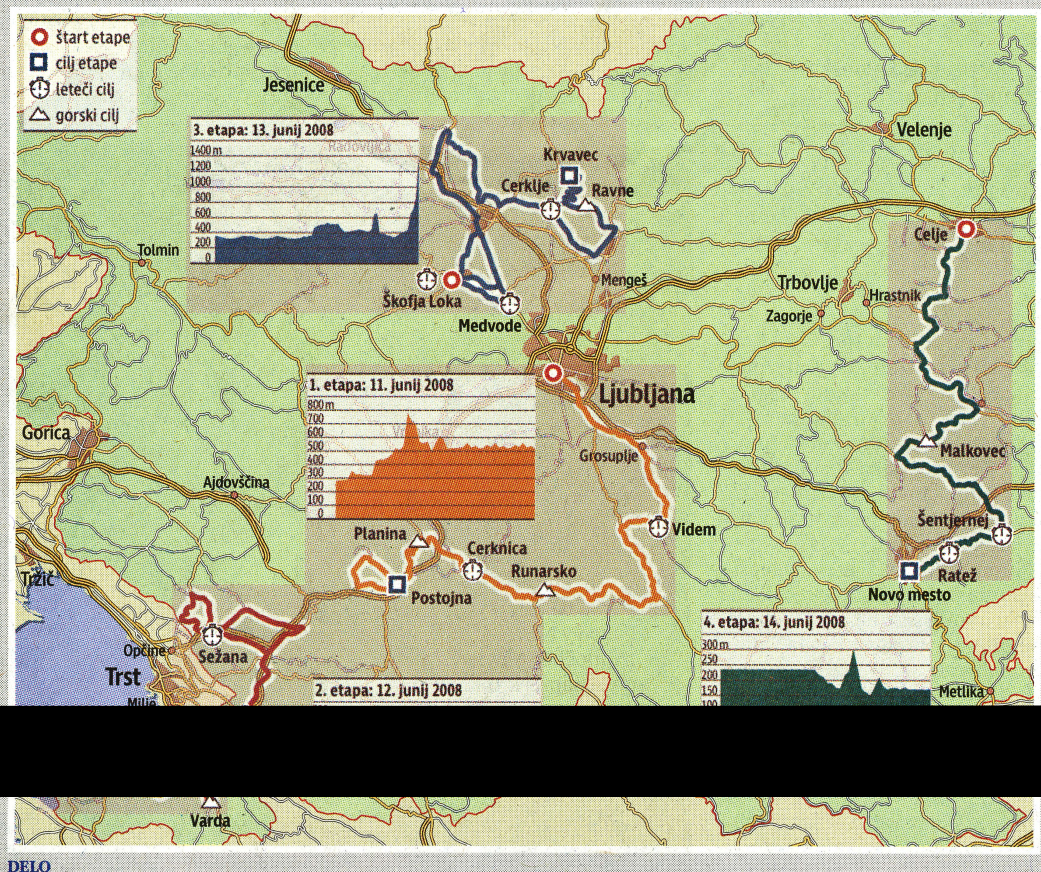 štart etape
cilj etape
leteči cilj
gorski cilj
Jesenice
Velenje
3. etapa: 13. junij 2008
Radovljica
1400 m
1200
1000
800
600
400
200
0
Krvavec
Cerklje
Ravne
Celje
Tolmin
Mengeš
Trbovlje
Hrastnik
Zagorje
Škofja Loka
Medvode
Ljubljana
1. etapa: 11. junij 2008
800 m
700
600
500
400
300
200
100
0
Gorica
Grosuplje
Malkovec
Ajdovščina
Videm
Šentjernej
Planina
Cerknica
Runarsko
Postojna
Ratež
Novo mesto
Tržič
Opčine
Sežana
Trst
Milje
2. etapa: 12. junij 2008
4. etapa: 14. junij 2008
300 m
250
200
150
100
Metlika
Varda
DELO